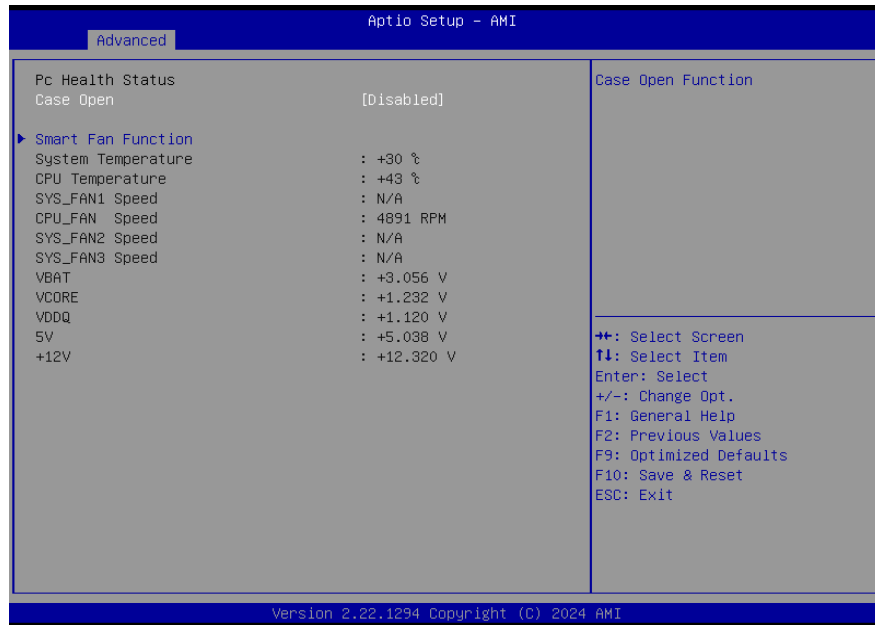 Aptio Setup – AMI
Advanced
Pc Health Status
Case Open [Disabled]
Smart Fan Function
System Temperature : +30 ℃
CPU Temperature : +43 ℃
SYS_FAN1 Speed : N/A
CPU_FAN Speed : 4891 RPM
SYS_FAN2 Speed : N/A
SYS_FAN3 Speed : N/A
VBAT : +3.056 V
VCORE : +1.232 V
VDDQ : +1.120 V
5V : +5.038 V
+12V : +12.320 V
Case Open Function
→←: Select Screen
↑↓: Select Item
Enter: Select
+/-: Change Opt.
F1: General Help
F2: Previous Values
F9: Optimized Defaults
F10: Save & Reset
ESC: Exit
Version 2.22.1294 Copyright (C) 2024 AMI